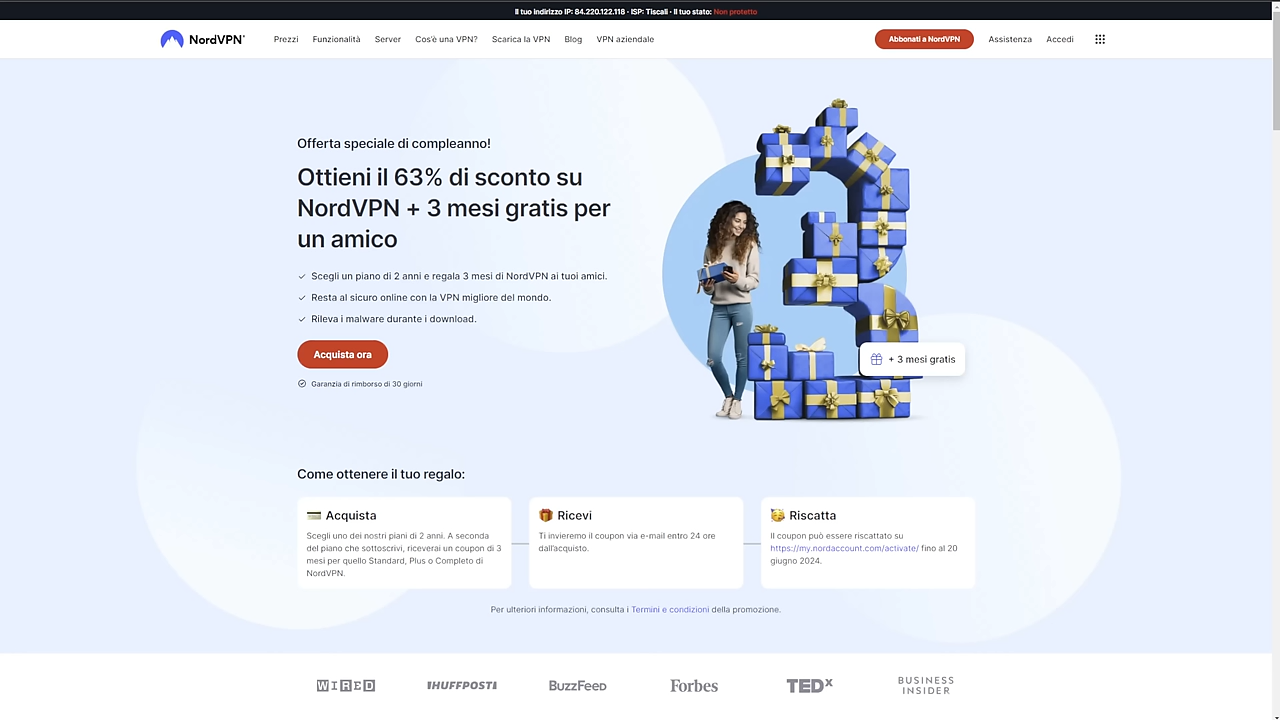 Il tuo indirizzo IP: 84.220.122.118 · ISP: Tiscali · Il tuo stato: Non protetto
NordVPN®
Prezzi
Funzionalità
Server
Cos'è una VPN?
Scarica la VPN
Blog
VPN aziendale
Abbonati a NordVPN
Assistenza
Accedi
Offerta speciale di compleanno!
Ottieni il 63% di sconto su
NordVPN + 3 mesi gratis per
un amico
Scegli un piano di 2 anni e regala 3 mesi di NordVPN ai tuoi amici.
Resta al sicuro online con la VPN migliore del mondo.
Rileva i malware durante i download.
Acquista ora
Garanzia di rimborso di 30 giorni
+ 3 mesi gratis
Come ottenere il tuo regalo:
Acquista
Scegli uno dei nostri piani di 2 anni. A seconda
del piano che sottoscrivi, riceverai un coupon di 3
mesi per quello Standard, Plus o Completo di
NordVPN.
Ricevi
Ti invieremo il coupon via e-mail entro 24 ore
dall'acquisto.
Riscatta
Il coupon può essere riscattato su
https://my.nordaccount.com/activate/ fino al 20
giugno 2024.
Per ulteriori informazioni, consulta i Termini e condizioni della promozione.
WIRED
IHUFFPOSTI
BuzzFeed
Forbes
TEDx
BUSINESS
INSIDER